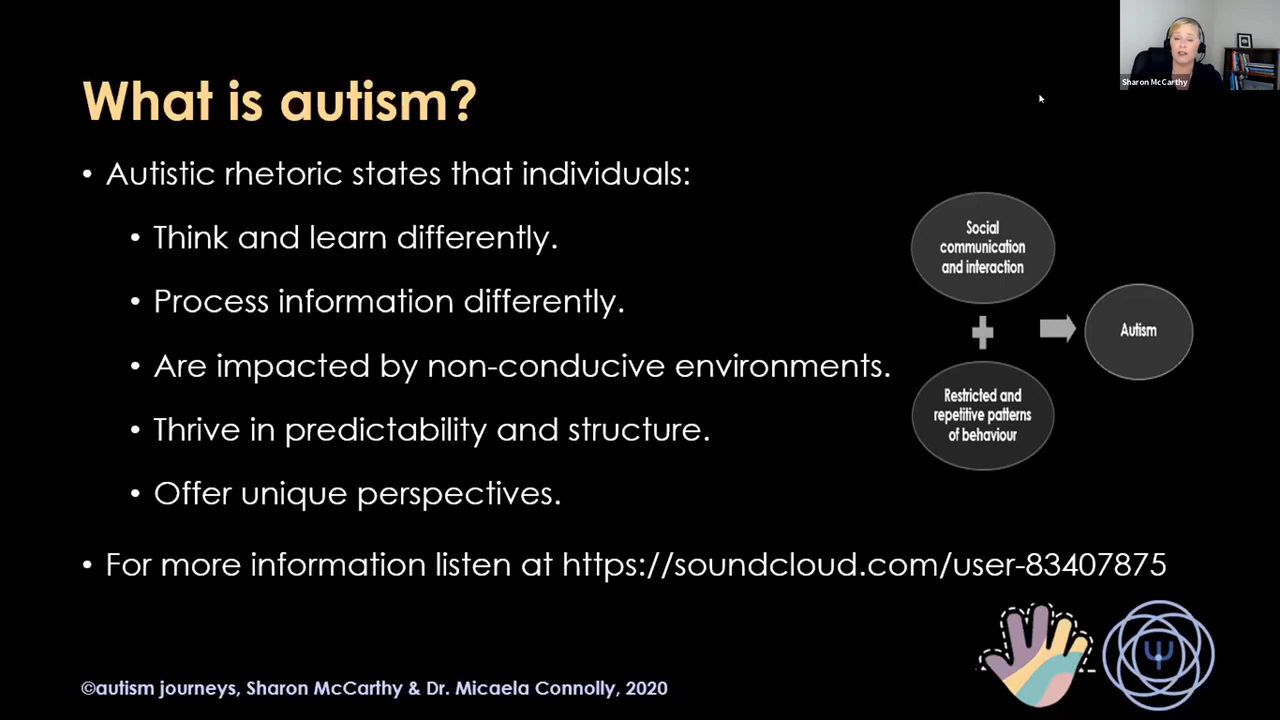 Sharon McCarthy
What is autism?
• Autistic rhetoric states that individuals:
• Think and learn differently.
• Process information differently.
• Are impacted by non-conducive environments.
• Thrive in predictability and structure.
• Offer unique perspectives.
• For more information listen at https://soundcloud.com/user-83407875
Social
communication
and interaction
Autism
Restricted and
repetitive patterns
of behaviour
©autism journeys, Sharon McCarthy & Dr. Micaela Connolly, 2020